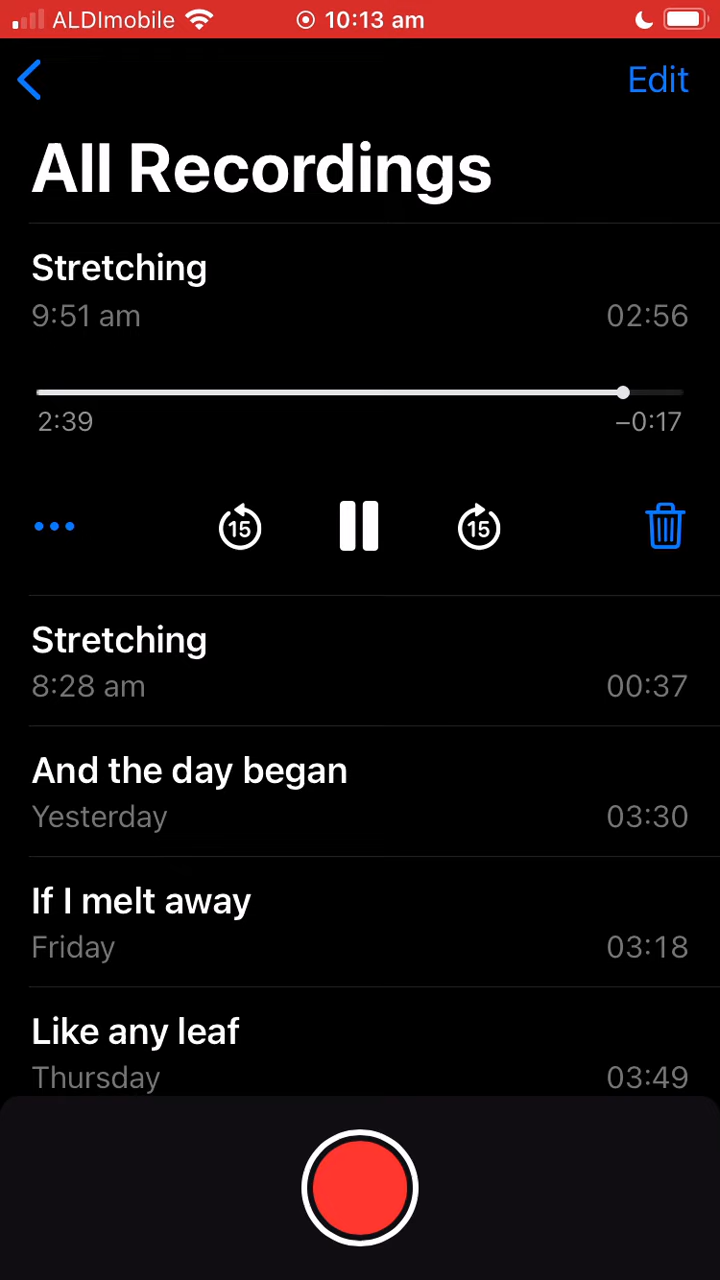 ALDImobile 10:13 am
Edit
All Recordings
Stretching
9:51 am 02:56
2:39 –0:17
15 15
Stretching
8:28 am 00:37
And the day began
Yesterday 03:30
If I melt away
Friday 03:18
Like any leaf
Thursday 03:49